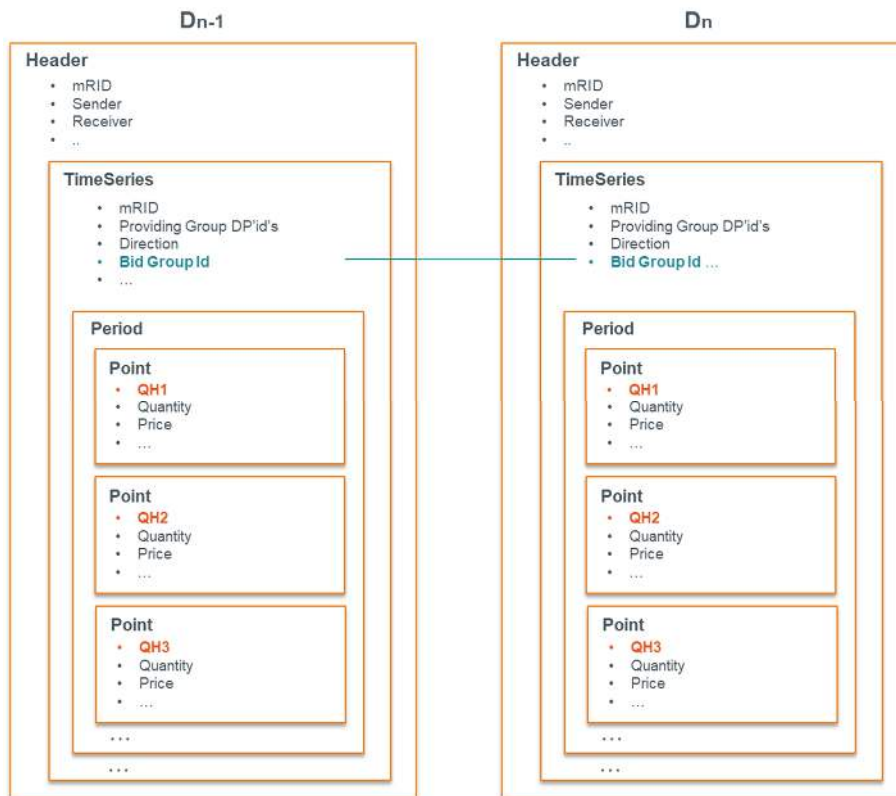 Dn-1
Header
• mRID
• Sender
• Receiver
• ..
TimeSeries
• mRID
• Providing Group DP'id's
• Direction
• Bid Group Id
• ...
Period
Point
• QH1
• Quantity
• Price
• ...
Point
• QH2
• Quantity
• Price
• ...
Point
• QH3
• Quantity
• Price
• ...
...
...
Dn
Header
• mRID
• Sender
• Receiver
• ..
TimeSeries
• mRID
• Providing Group DP'id's
• Direction
• Bid Group Id ...
Period
Point
• QH1
• Quantity
• Price
• ...
Point
• QH2
• Quantity
• Price
• ...
Point
• QH3
• Quantity
• Price
• ...
...
...